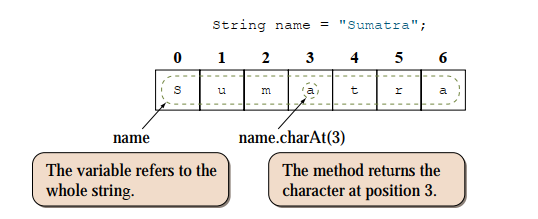 String name = "Sumatra";
0 1 2 3 4 5 6
S u m a t r a
name name.charAt(3)
The variable refers to the
whole string.
The method returns the
character at position 3.